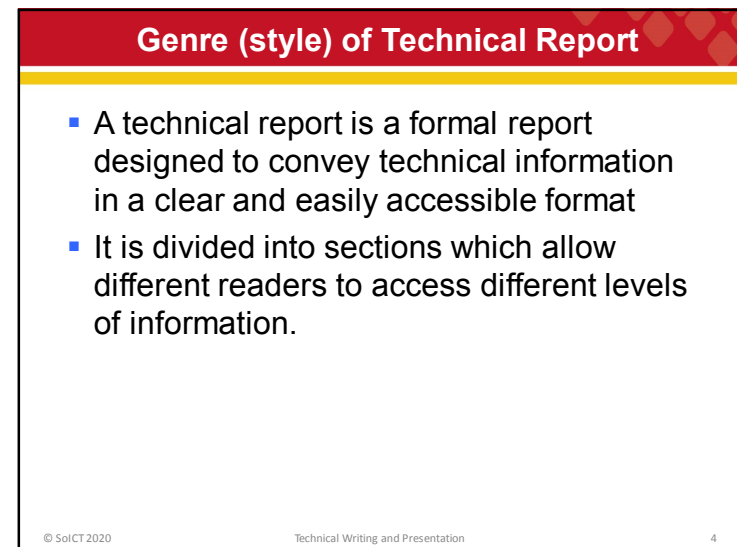 Genre (style) of Technical Report
▪ A technical report is a formal report
designed to convey technical information
in a clear and easily accessible format
▪ It is divided into sections which allow
different readers to access different levels
of information.
© SoICT 2020 Technical Writing and Presentation 4